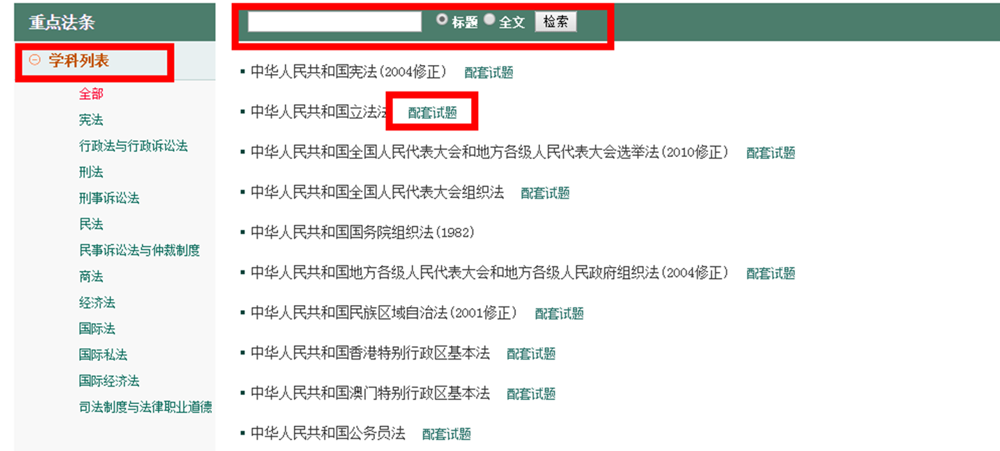 重点法条
学科列表
全部
宪法
行政法与行政诉讼法
刑法
刑事诉讼法
民法
民事诉讼法与仲裁制度
商法
经济法
国际法
国际私法
国际经济法
司法制度与法律职业道德
标题 全文 检索
中华人民共和国宪法(2004修正) 配套试题
中华人民共和国立法法 配套试题
中华人民共和国全国人民代表大会和地方各级人民代表大会选举法(2010修正) 配套试题
中华人民共和国全国人民代表大会组织法 配套试题
中华人民共和国国务院组织法(1982)
中华人民共和国地方各级人民代表大会和地方各级人民政府组织法(2004修正) 配套试题
中华人民共和国民族区域自治法(2001修正) 配套试题
中华人民共和国香港特别行政区基本法 配套试题
中华人民共和国澳门特别行政区基本法 配套试题
中华人民共和国公务员法 配套试题